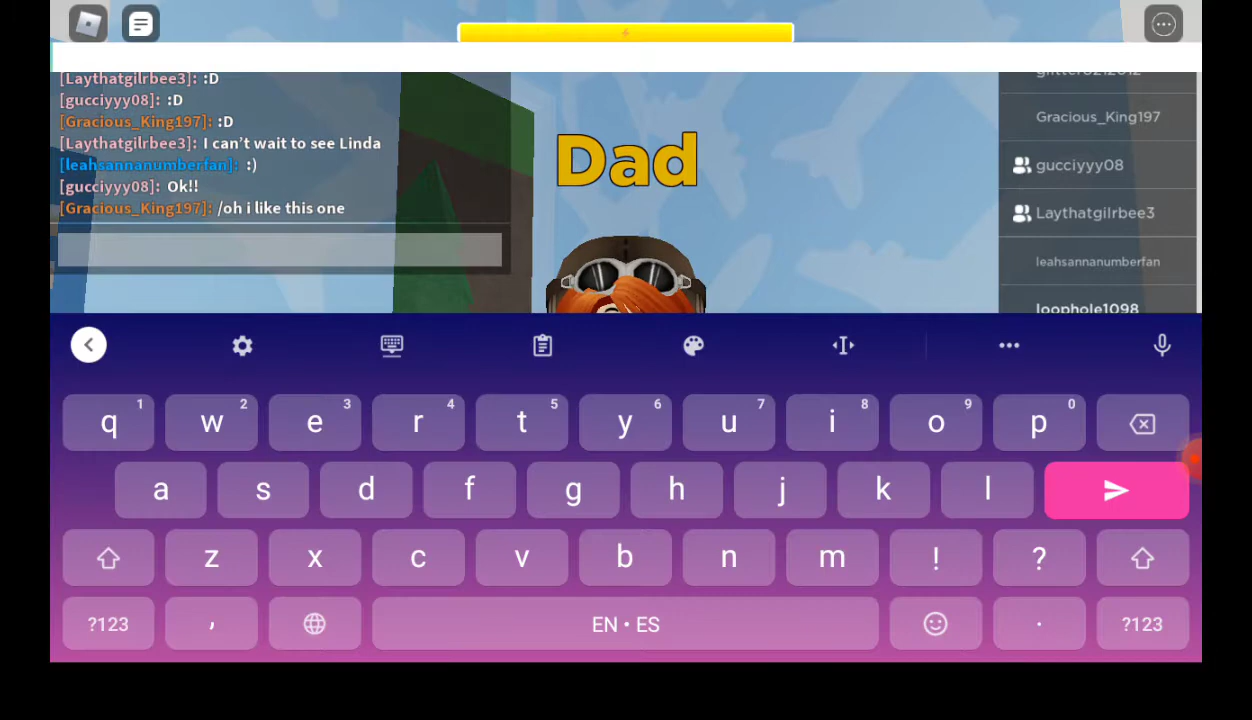 [Laythatgilrbee3]: :D
[gucciyyy08]: :D
[Gracious_King197]: :D
[Laythatgilrbee3]: I can't wait to see Linda
[leahsannanumberfan]: :)
[gucciyyy08]: Ok!!
[Gracious_King197]: /oh i like this one
Dad
Gracious_King197
gucciyyy08
Laythatgilrbee3
leahsannanumberfan
loophole1098
q 1 w 2 e 3 r 4 t 5 y 6 u 7 i 8 o 9 p 0
a s d f g h j k l
z x c v b n m ! ?
?123 , EN • ES . ?123